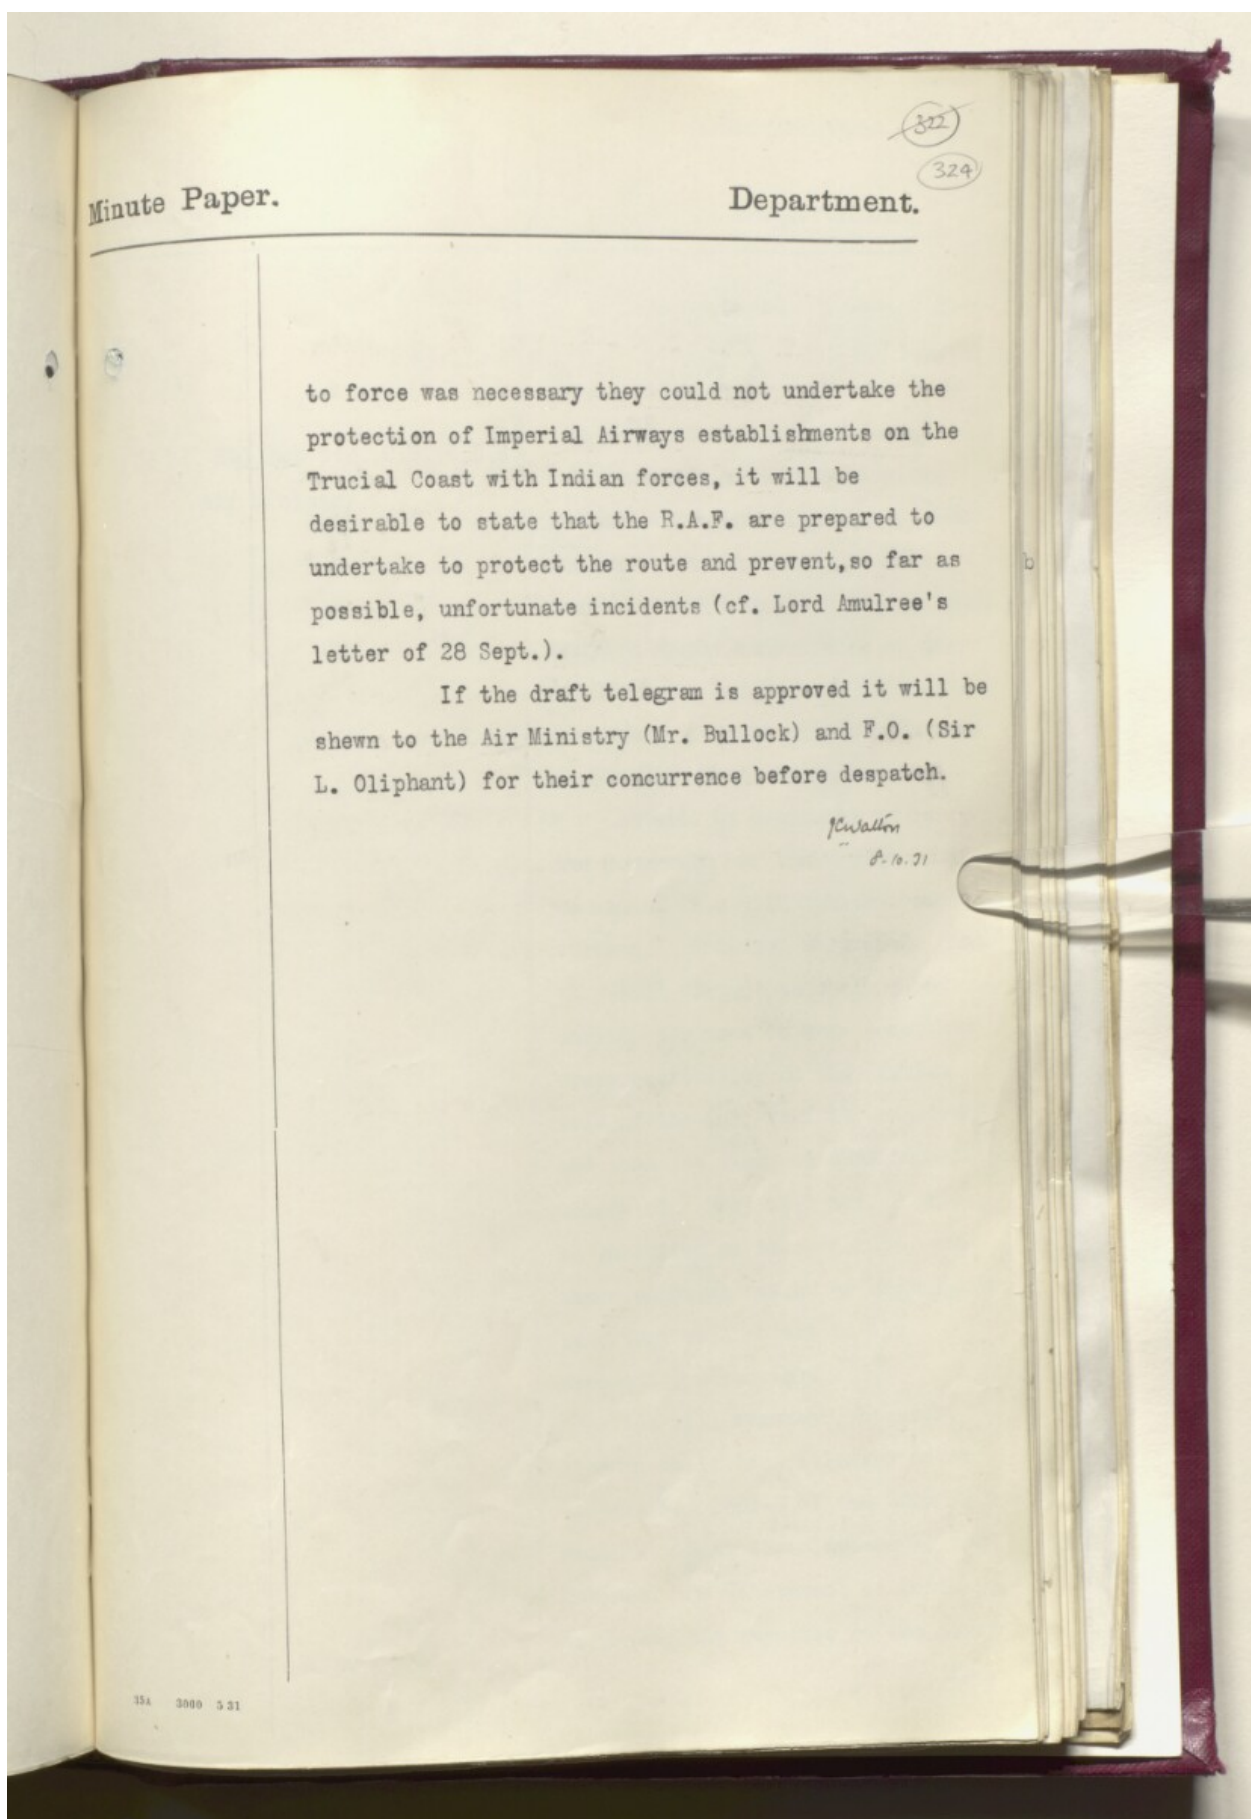 322
324
Minute Paper.
Department.
to force was necessary they could not undertake the
protection of Imperial Airways establishments on the
Trucial Coast with Indian forces, it will be
desirable to state that the R.A.F. are prepared to
undertake to protect the route and prevent,so far as
possible, unfortunate incidents (cf. Lord Amulree's
letter of 28 Sept.).
If the draft telegram is approved it will be
shewn to the Air Ministry (Mr. Bullock) and F.O. (Sir
L. Oliphant) for their concurrence before despatch.
JCWalton
8.10.31
b
35A 3000 5 31